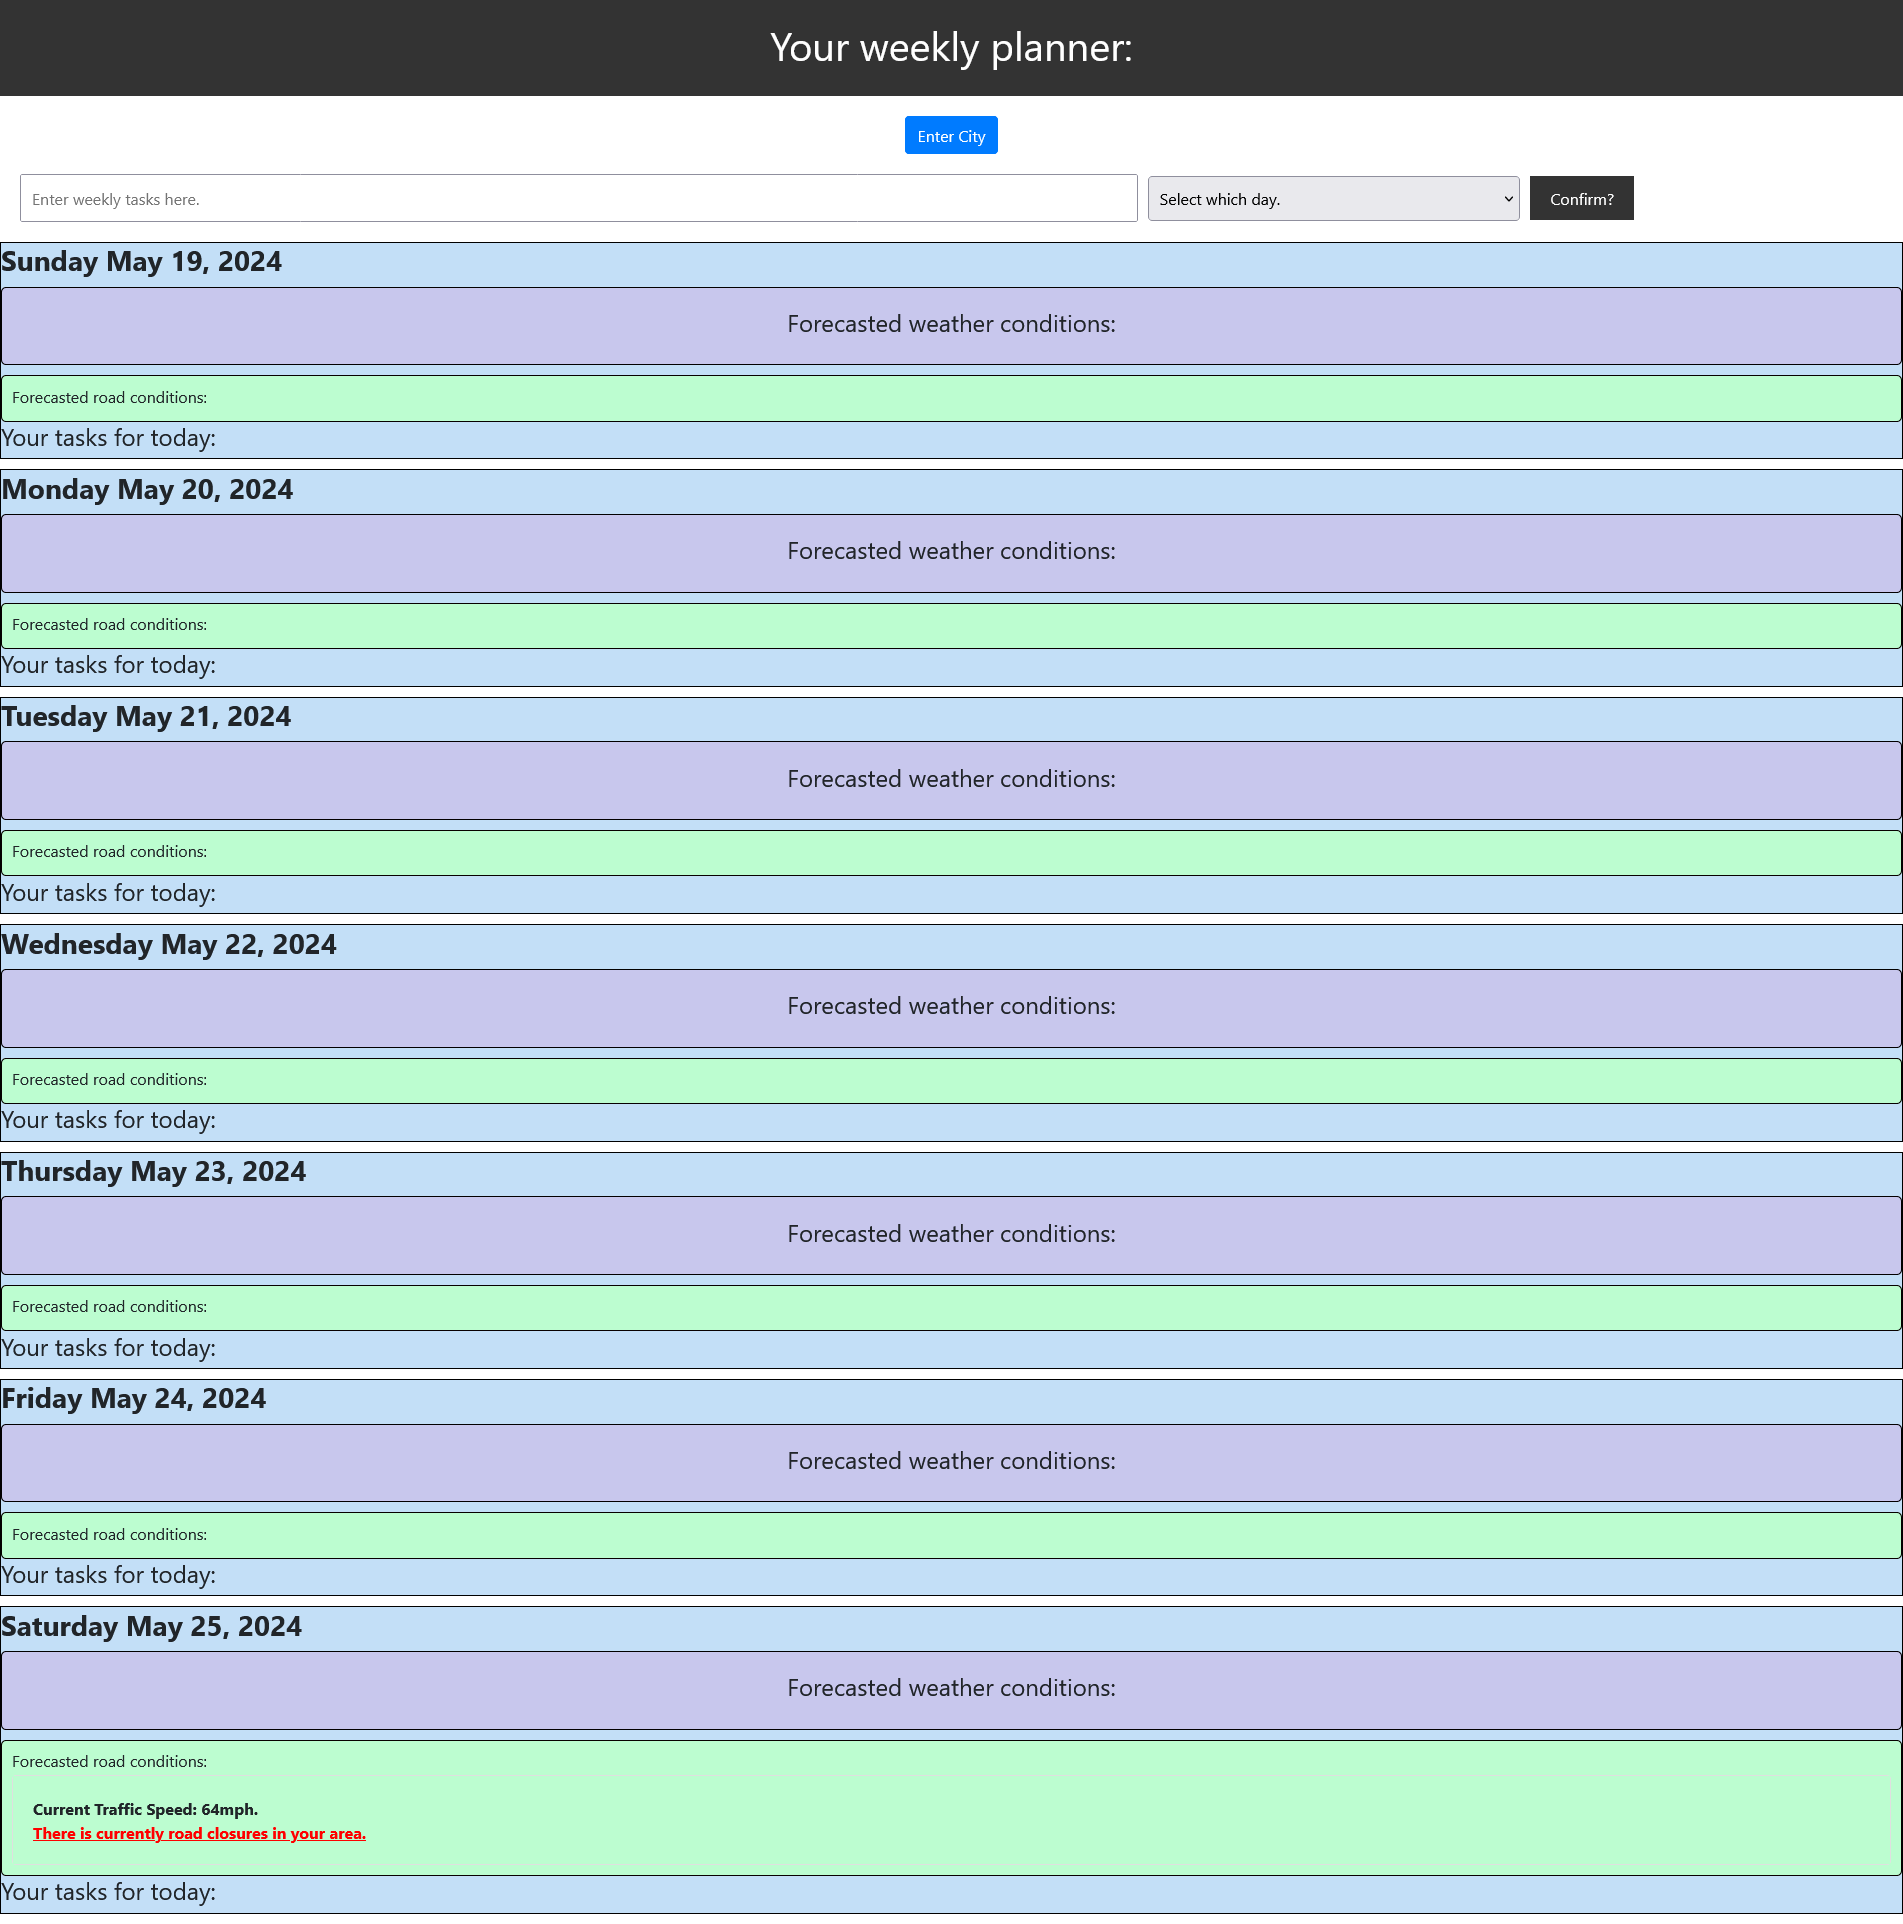 Your weekly planner:
Enter City
Enter weekly tasks here.
Select which day.
Confirm?
Sunday May 19, 2024
Forecasted weather conditions:
Forecasted road conditions:
Your tasks for today:
Monday May 20, 2024
Forecasted weather conditions:
Forecasted road conditions:
Your tasks for today:
Tuesday May 21, 2024
Forecasted weather conditions:
Forecasted road conditions:
Your tasks for today:
Wednesday May 22, 2024
Forecasted weather conditions:
Forecasted road conditions:
Your tasks for today:
Thursday May 23, 2024
Forecasted weather conditions:
Forecasted road conditions:
Your tasks for today:
Friday May 24, 2024
Forecasted weather conditions:
Forecasted road conditions:
Your tasks for today:
Saturday May 25, 2024
Forecasted weather conditions:
Forecasted road conditions:
Current Traffic Speed: 64mph.
There is currently road closures in your area.
Your tasks for today: